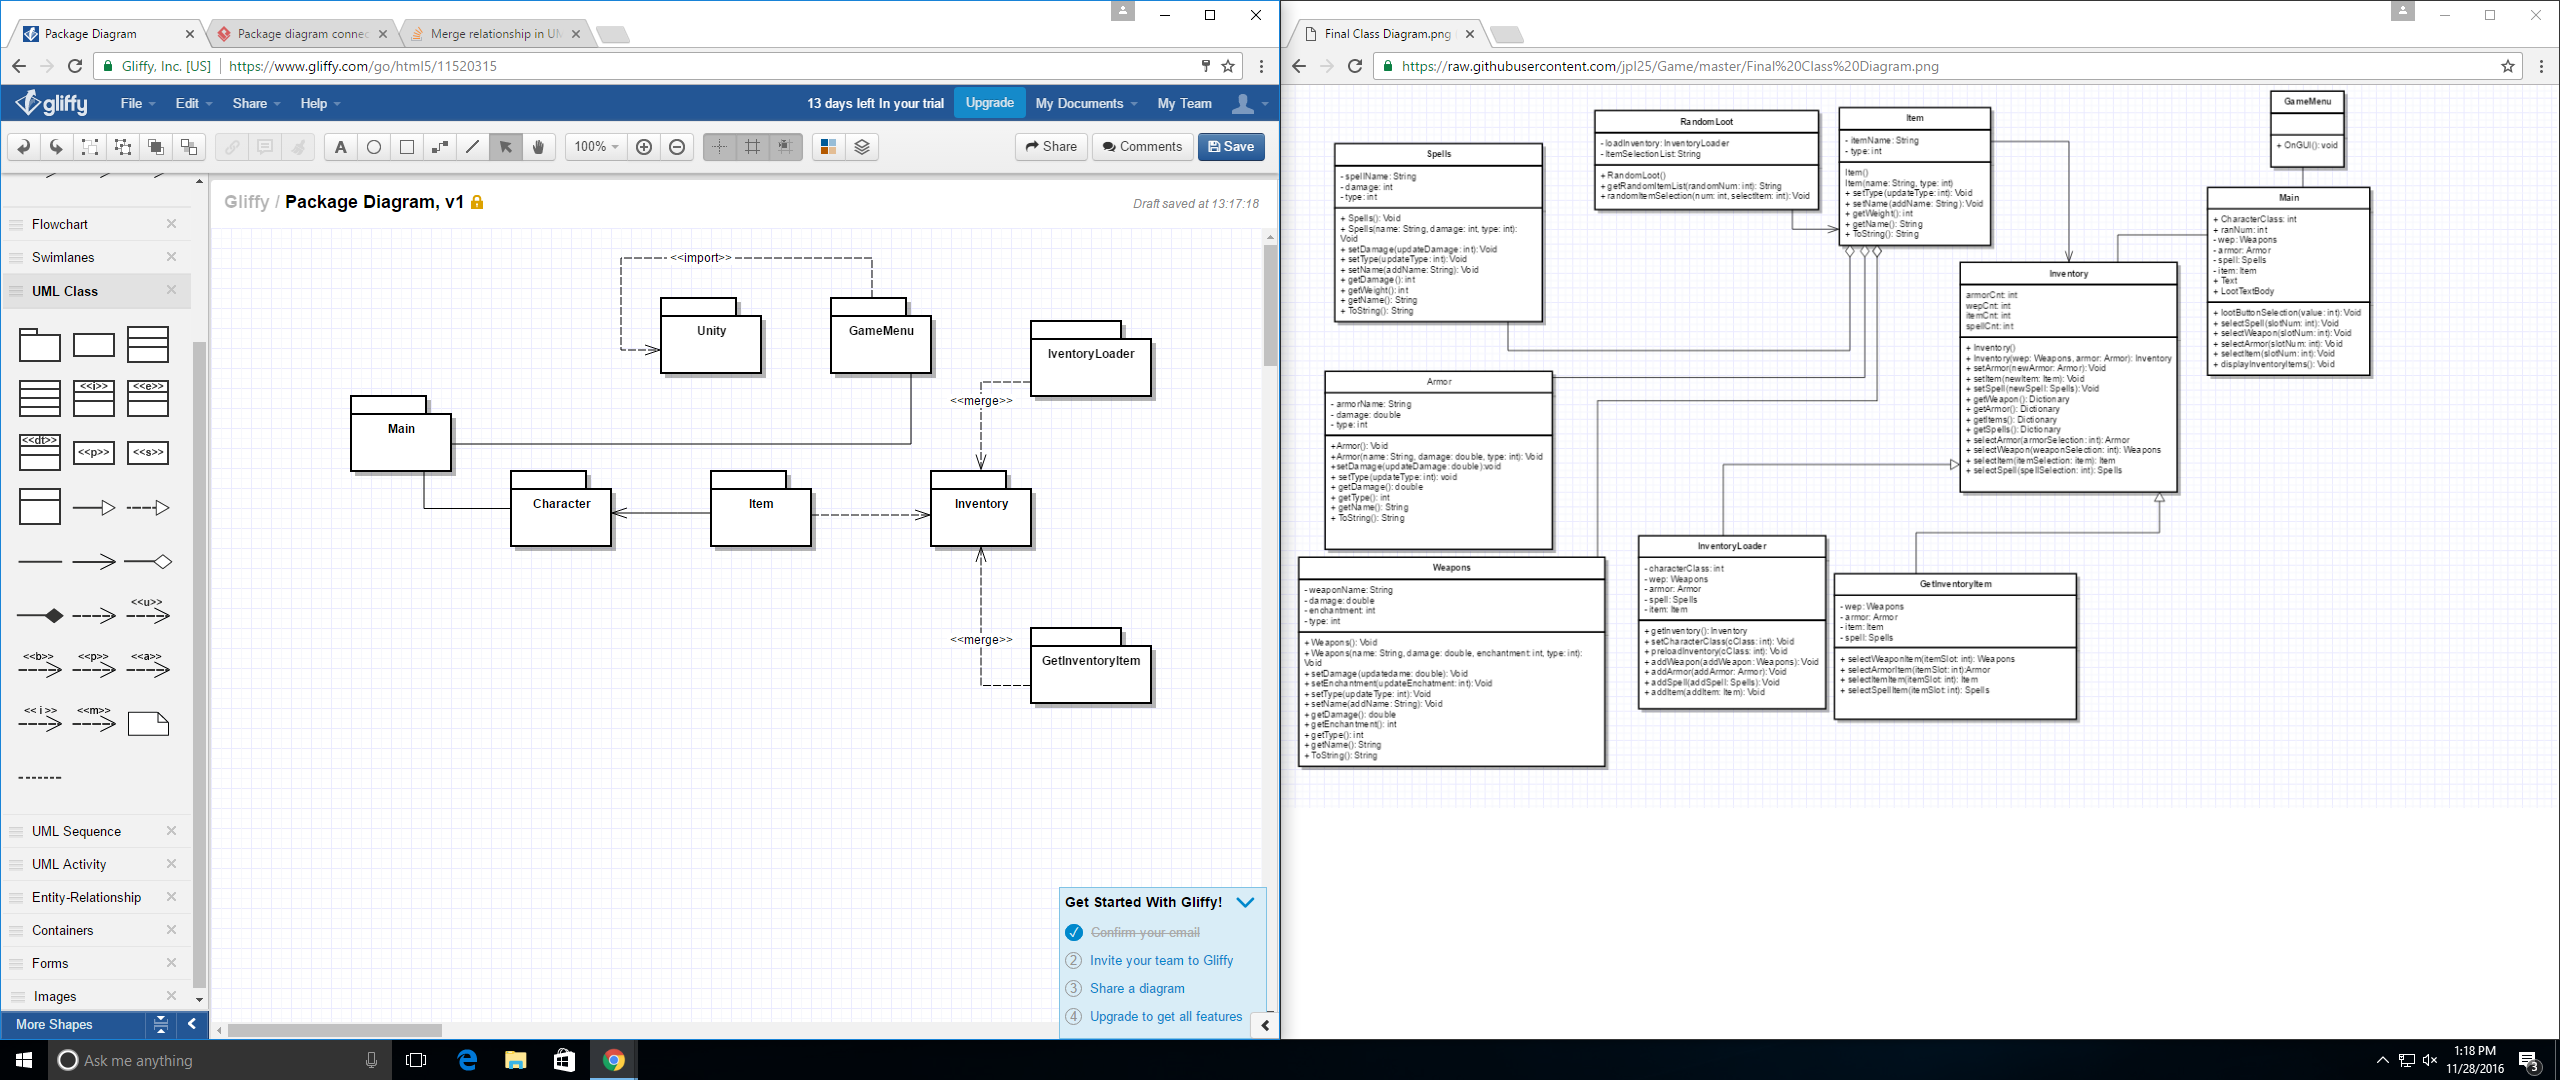 Package Diagram
Package diagram connec
Merge relationship in UM
Gliffy, Inc. [US]
https://www.gliffy.com/go/html5/11520315
gliffy
File
Edit
Share
Help
13 days left In your trial
Upgrade
My Documents
My Team
A
100%
Share
Comments
Save
Flowchart
Swimlanes
UML Class
<<i>>
<<e>>
<<dt>>
<<p>>
<<s>>
<<u>>
<<b>>
<<p>>
<<a>>
<< i >>
<<m>>
UML Sequence
UML Activity
Entity-Relationship
Containers
Forms
Images
More Shapes
Gliffy / Package Diagram, v1
Draft saved at 13:17:18
<<import>>
Unity
GameMenu
IventoryLoader
<<merge>>
Main
Character
Item
Inventory
<<merge>>
GetInventoryItem
Get Started With Gliffy!
Confirm your email
2 Invite your team to Gliffy
3 Share a diagram
4 Upgrade to get all features
Final Class Diagram.png
https://raw.githubusercontent.com/jpl25/Game/master/Final%20Class%20Diagram.png
Spells
- spellName: String
- damage: int
- type: int
+ Spells(): Void
+ Spells(name: String, damage: int, type: int):
Void
+ setDamage(updateDamage: int): Void
+ setType(updateType: int): Void
+ setName(addName: String): Void
+ getDamage(): int
+ getWeight(): int
+ getName(): String
+ ToString(): String
RandomLoot
- loadInventory: InventoryLoader
- ItemSelectionList: String
+ RandomLoot()
+ getRandomItemList(randomNum: int): String
+ randomItemSelection(num: int, selectItem: int): Void
Item
- itemName: String
- type: int
Item()
Item(name: String, type: int)
+ setType(updateType: int): Void
+ setName(addName: String): Void
+ getWeight(): int
+ getName(): String
+ ToString(): String
GameMenu
+ OnGUI(): void
Main
+ CharacterClass: int
+ ranNum: int
- wep: Weapons
- armor: Armor
- spell: Spells
- item: Item
+ Text
+ LootTextBody
+ lootButtonSelection(value: int): Void
+ selectSpell(slotNum: int): Void
+ selectWeapon(slotNum: int): Void
+ selectArmor(slotNum: int): Void
+ selectItem(slotNum: int): Void
+ displayInventoryItems(): Void
Inventory
armorCnt: int
wepCnt: int
itemCnt: int
spellCnt: int
+ Inventory()
+ Inventory(wep: Weapons, armor: Armor): Inventory
+ setArmor(newArmor: Armor): Void
+ setItem(newItem: Item): Void
+ setSpell(newSpell: Spells): Void
+ getWeapon(): Dictionary
+ getArmor(): Dictionary
+ getItems(): Dictionary
+ getSpells(): Dictionary
+ selectArmor(armorSelection: int): Armor
+ selectWeapon(weaponSelection: int): Weapons
+ selectItem(itemSelection: item): Item
+ selectSpell(spellSelection: int): Spells
Armor
- armorName: String
- damage: double
- type: int
+Armor(): Void
+Armor(name: String, damage: double, type: int): Void
+setDamage(updateDamage: double):void
+ setType(updateType: int): void
+ getDamage(): double
+ getType(): int
+ getName(): String
+ ToString(): String
Weapons
- weaponName: String
- damage: double
- enchantment: int
- type: int
+ Weapons(): Void
+ Weapons(name: String, damage: double, enchantment: int, type: int):
Void
+ setDamage(updatedame: double): Void
+ setEnchantment(updateEnchatment: int): Void
+ setType(updateType: int): Void
+ setName(addName: String): Void
+ getDamage(): double
+ getEnchantment(): int
+ getType(): int
+ getName(): String
+ ToString(): String
InventoryLoader
- characterClass: int
- wep: Weapons
- armor: Armor
- spell: Spells
- item: Item
+ getInventory(): Inventory
+ setCharacterClass(cClass: int): Void
+ preloadInventory(cClass: int): Void
+ addWeapon(addWeapon: Weapons): Void
+ addArmor(addArmor: Armor): Void
+ addSpell(addSpell: Spells): Void
+ addItem(addItem: Item): Void
GetInventoryItem
- wep: Weapons
- armor: Armor
- item: Item
- spell: Spells
+ selectWeaponItem(itemSlot: int): Weapons
+ selectArmorItem(itemSlot: int):Armor
+ selectItemItem(itemSlot: int): Item
+ selectSpellItem(itemSlot: int): Spells
Ask me anything
1:18 PM
11/28/2016
3